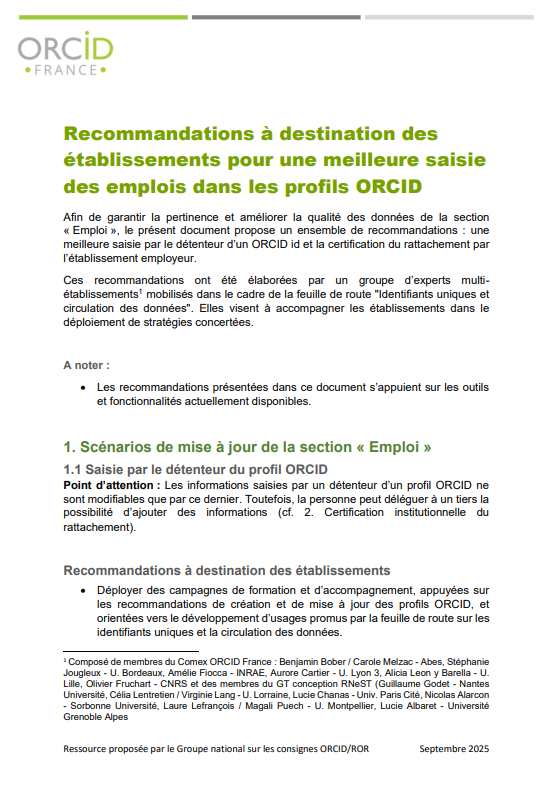 ORCiD
•FRANCE•
Recommandations à destination des
établissements pour une meilleure saisie
des emplois dans les profils ORCID
Afin de garantir la pertinence et améliorer la qualité des données de la section
« Emploi », le présent document propose un ensemble de recommandations : une
meilleure saisie par le détenteur d’un ORCID id et la certification du rattachement par
l’établissement employeur.
Ces recommandations ont été élaborées par un groupe d’experts multi-
établissements¹ mobilisés dans le cadre de la feuille de route "Identifiants uniques et
circulation des données". Elles visent à accompagner les établissements dans le
déploiement de stratégies concertées.
A noter :
• Les recommandations présentées dans ce document s’appuient sur les outils
et fonctionnalités actuellement disponibles.
1. Scénarios de mise à jour de la section « Emploi »
1.1 Saisie par le détenteur du profil ORCID
Point d’attention : Les informations saisies par un détenteur d’un profil ORCID ne
sont modifiables que par ce dernier. Toutefois, la personne peut déléguer à un tiers la
possibilité d’ajouter des informations (cf. 2. Certification institutionnelle du
rattachement).
Recommandations à destination des établissements
• Déployer des campagnes de formation et d’accompagnement, appuyées sur
les recommandations de création et de mise à jour des profils ORCID, et
orientées vers le développement d’usages promus par la feuille de route sur les
identifiants uniques et la circulation des données.
¹ Composé de membres du Comex ORCID France : Benjamin Bober / Carole Melzac - Abes, Stéphanie
Jougleux - U. Bordeaux, Amélie Fiocca - INRAE, Aurore Cartier - U. Lyon 3, Alicia Leon y Barella - U.
Lille, Olivier Fruchart - CNRS et des membres du GT conception RNeST (Guillaume Godet - Nantes
Université, Célia Lentretien / Virginie Lang - U. Lorraine, Lucie Chanas - Univ. Paris Cité, Nicolas Alarcon
- Sorbonne Université, Laure Lefrançois / Magali Puech - U. Montpellier, Lucie Albaret - Université
Grenoble Alpes
Ressource proposée par le Groupe national sur les consignes ORCID/ROR Septembre 2025